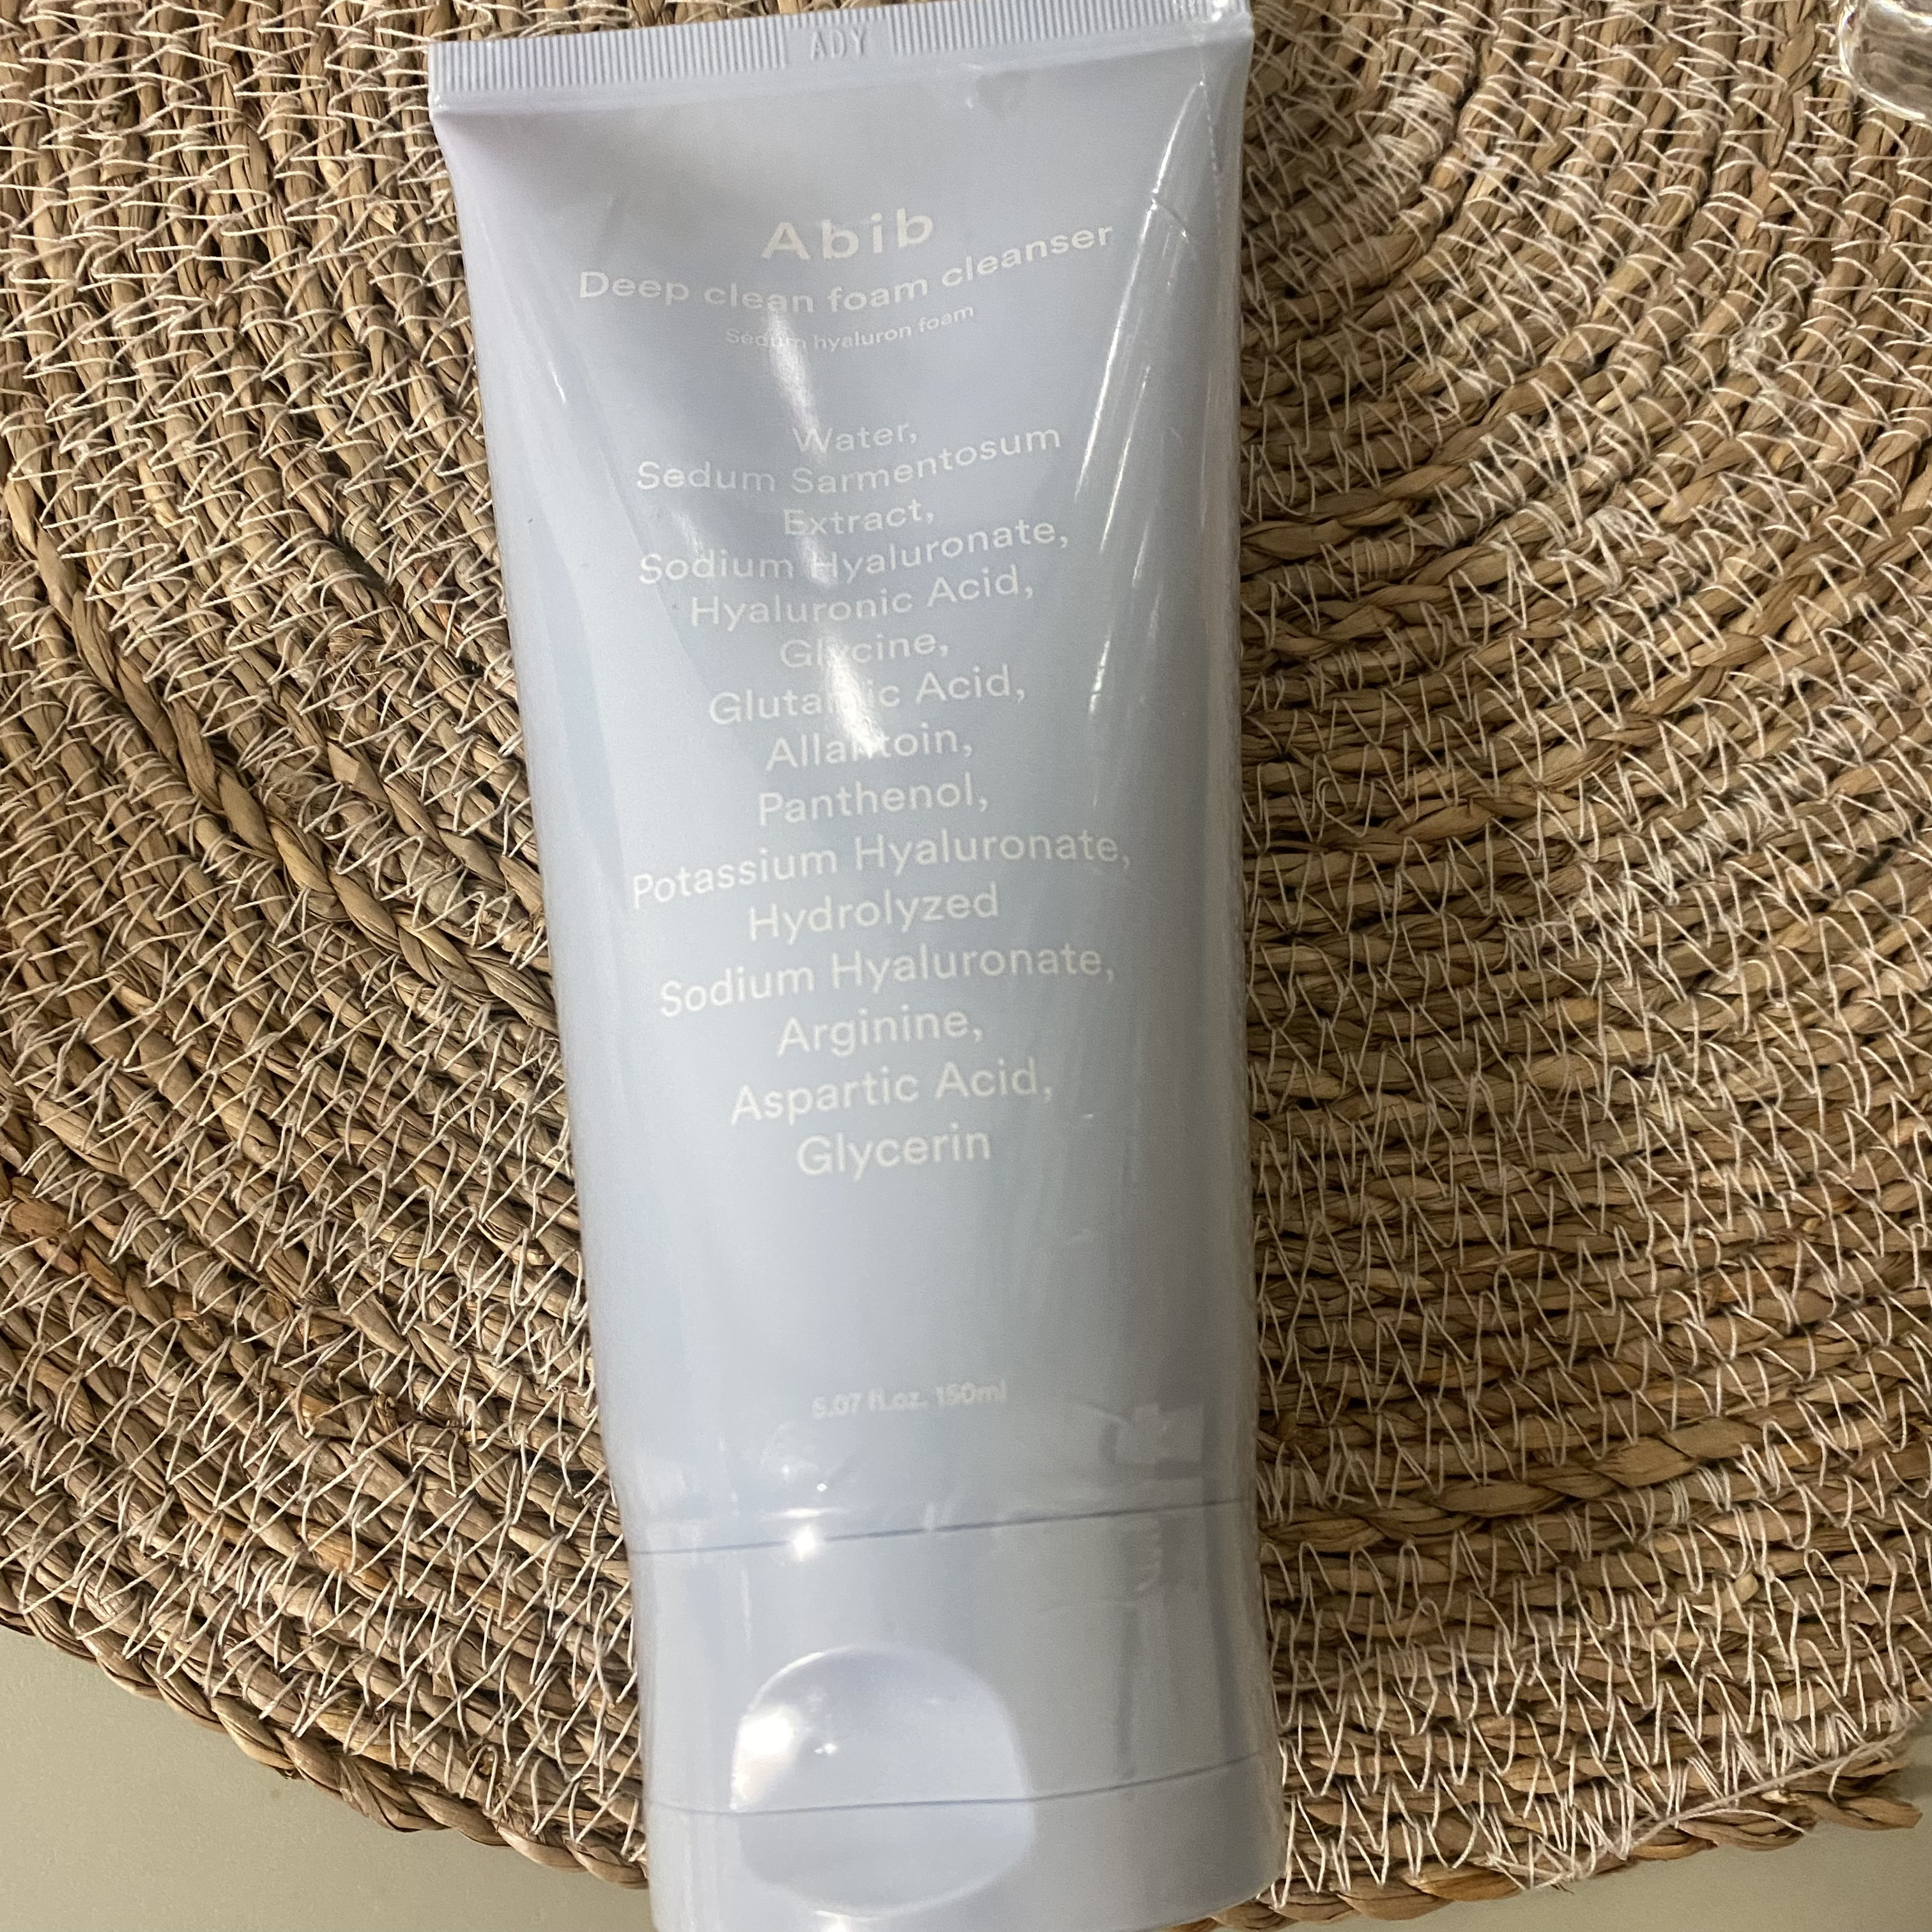 ADY
Abib
Deep clean foam cleanser
Sedum hyaluron foam
Water,
Sedum Sarmentosum
Extract,
Sodium Hyaluronate,
Hyaluronic Acid,
Glycine,
Glutamic Acid,
Allantoin,
Panthenol,
Potassium Hyaluronate,
Hydrolyzed
Sodium Hyaluronate,
Arginine,
Aspartic Acid,
Glycerin
5.07 fl.oz. 150ml